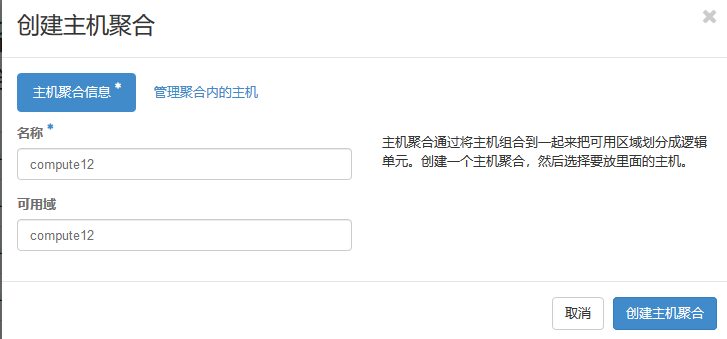 创建主机聚合
×
主机聚合信息 *
管理聚合内的主机
名称 *
compute12
可用域
compute12
主机聚合通过将主机组合到一起来把可用区域划分成逻辑
单元。创建一个主机聚合，然后选择要放里面的主机。
取消
创建主机聚合